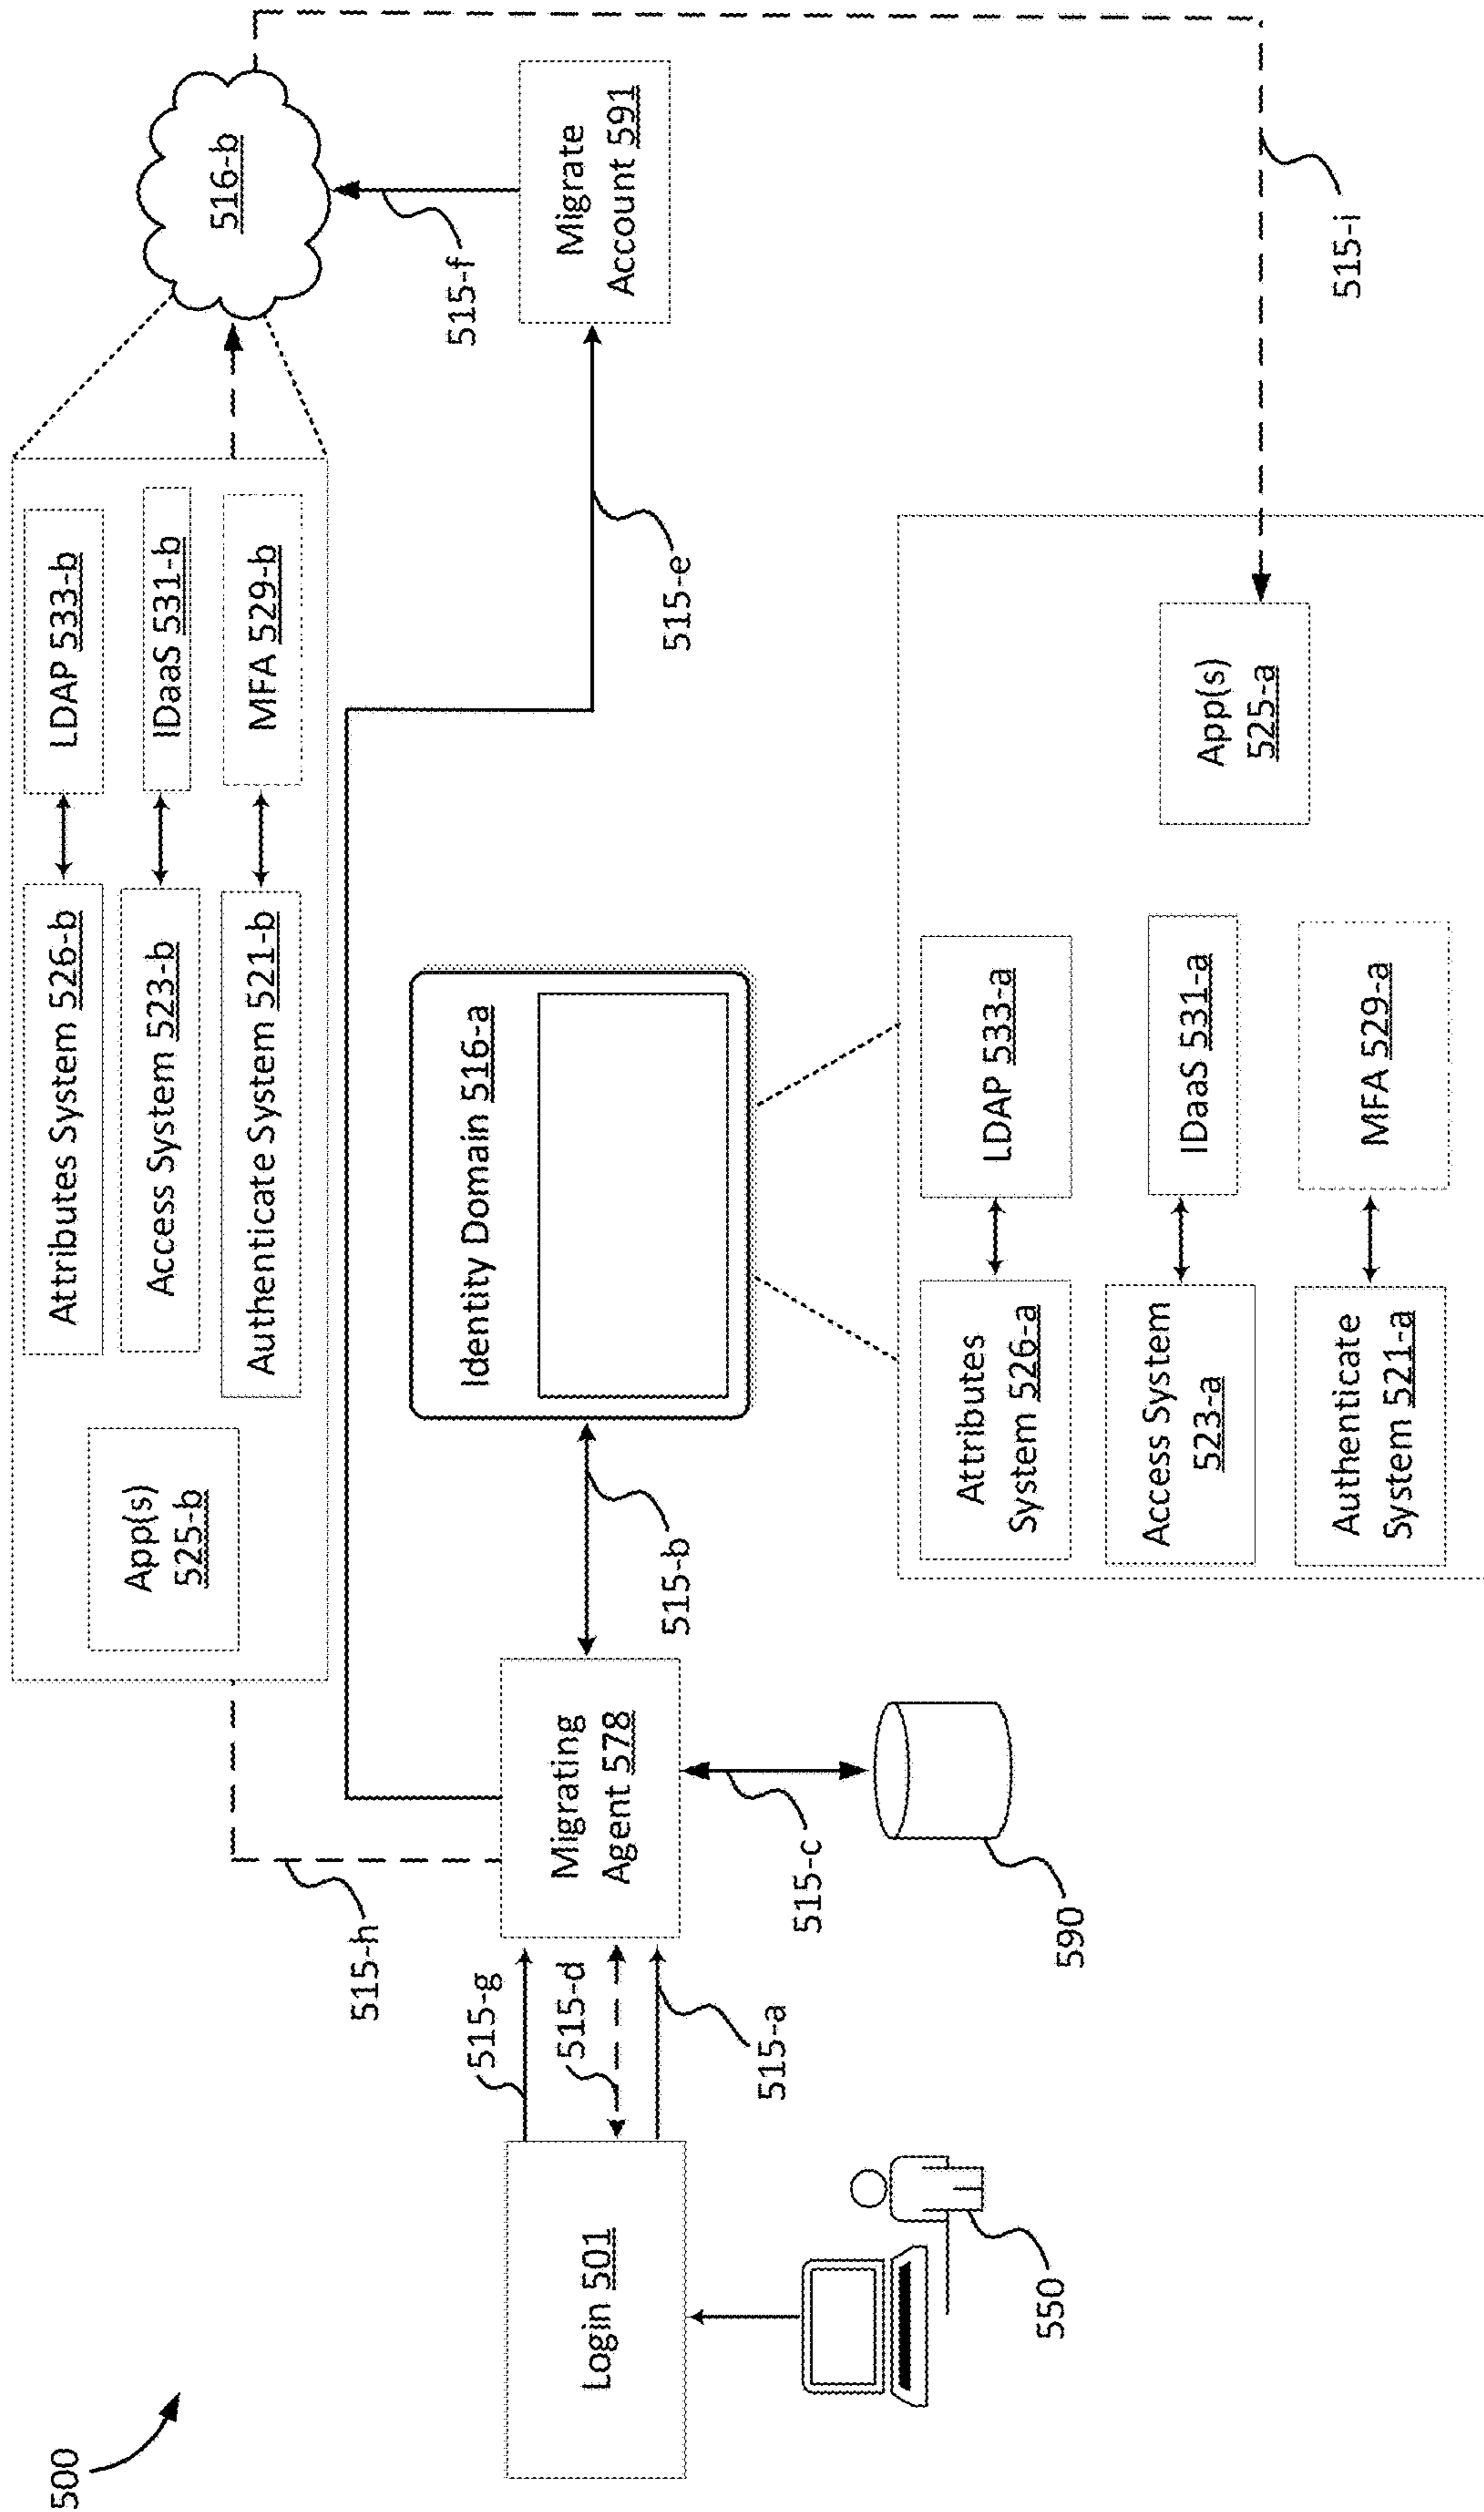 500
App(s)
525-b
Attributes System 526-b
LDAP 533-b
Access System 523-b
IDaaS 531-b
Authenticate System 521-b
MFA 529-b
516-b
515-h
515-f
Migrate
Account 591
515-e
515-g
515-d
515-a
Login 501
550
Migrating
Agent 578
515-c
590
515-b
Identity Domain 516-a
Attributes
System 526-a
LDAP 533-a
Access System
523-a
IDaaS 531-a
Authenticate
System 521-a
MFA 529-a
App(s)
525-a
515-i